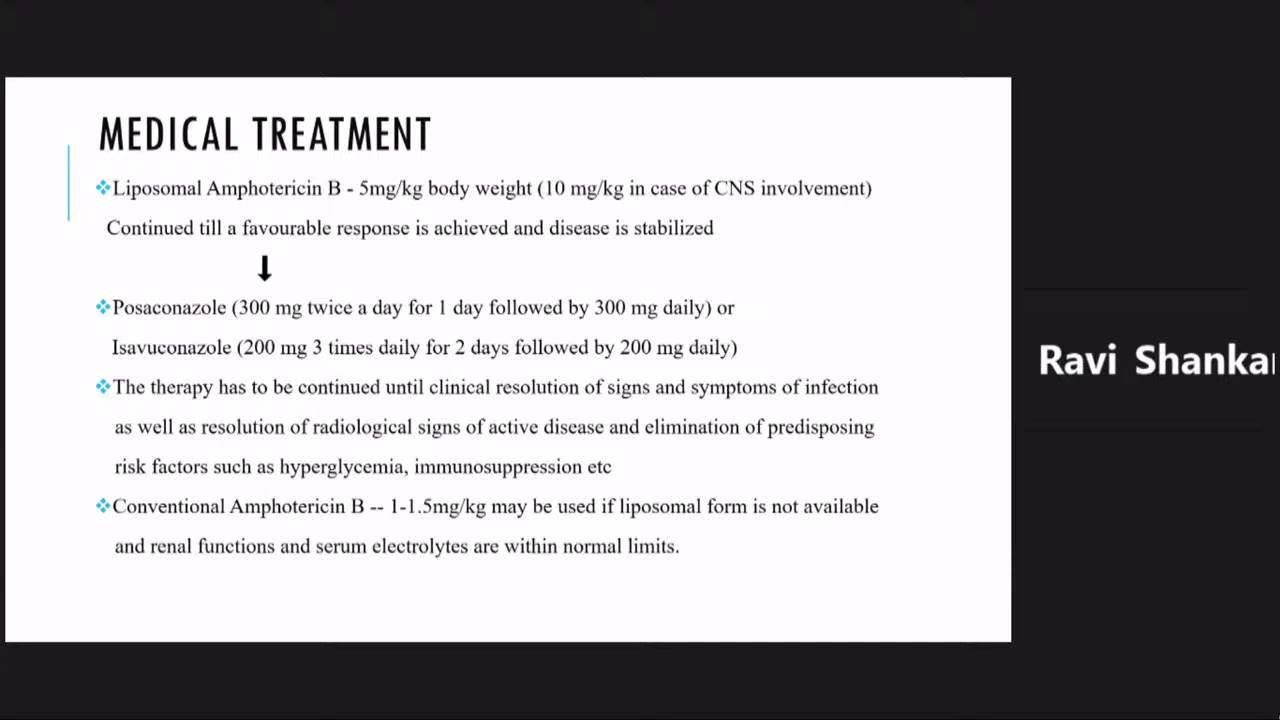 MEDICAL TREATMENT
❖Liposomal Amphotericin B - 5mg/kg body weight (10 mg/kg in case of CNS involvement)
Continued till a favourable response is achieved and disease is stabilized
❖Posaconazole (300 mg twice a day for 1 day followed by 300 mg daily) or
Isavuconazole (200 mg 3 times daily for 2 days followed by 200 mg daily)
❖The therapy has to be continued until clinical resolution of signs and symptoms of infection
as well as resolution of radiological signs of active disease and elimination of predisposing
risk factors such as hyperglycemia, immunosuppression etc
❖Conventional Amphotericin B -- 1-1.5mg/kg may be used if liposomal form is not available
and renal functions and serum electrolytes are within normal limits.
Ravi